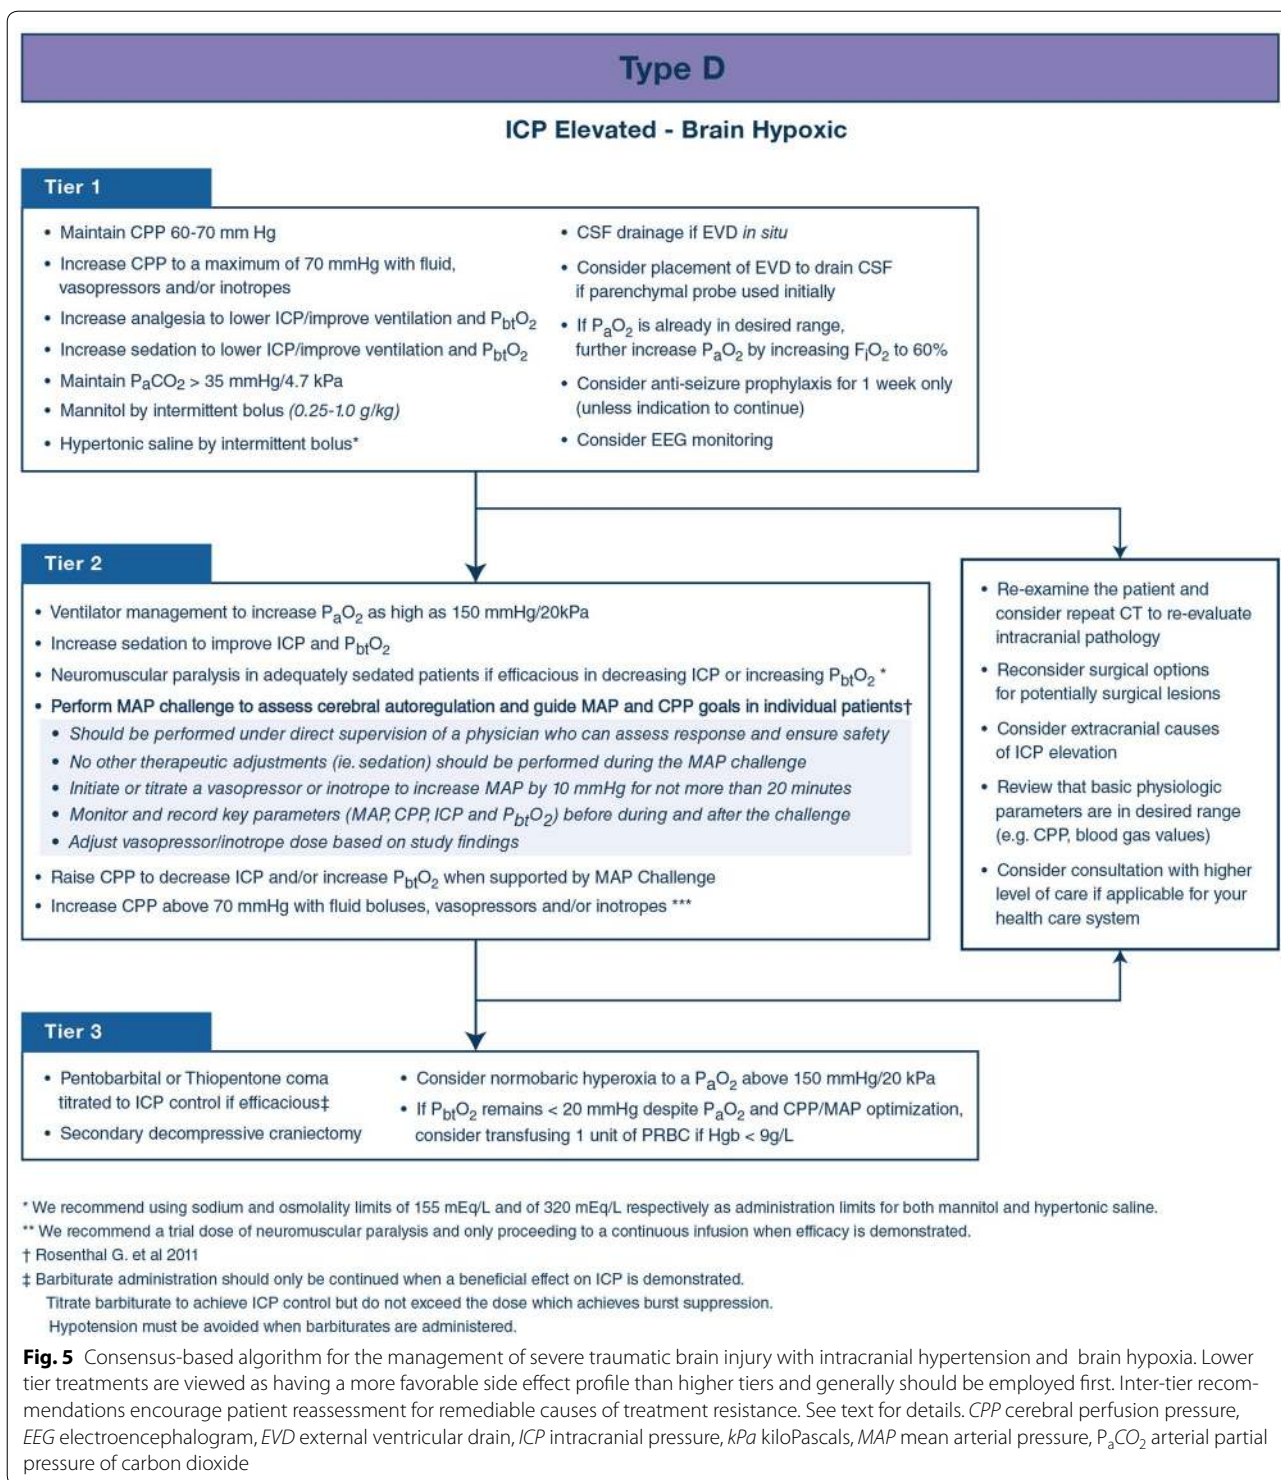 Type D
ICP Elevated - Brain Hypoxic
Tier 1
• Maintain CPP 60-70 mm Hg
• Increase CPP to a maximum of 70 mmHg with fluid,
vasopressors and/or inotropes
• Increase analgesia to lower ICP/improve ventilation and PbtO2
• Increase sedation to lower ICP/improve ventilation and PbtO2
• Maintain PaCO2 > 35 mmHg/4.7 kPa
• Mannitol by intermittent bolus (0.25-1.0 g/kg)
• Hypertonic saline by intermittent bolus*
• CSF drainage if EVD in situ
• Consider placement of EVD to drain CSF
if parenchymal probe used initially
• If PaO2 is already in desired range,
further increase PaO2 by increasing FiO2 to 60%
• Consider anti-seizure prophylaxis for 1 week only
(unless indication to continue)
• Consider EEG monitoring
Tier 2
• Ventilator management to increase PaO2 as high as 150 mmHg/20kPa
• Increase sedation to improve ICP and PbtO2
• Neuromuscular paralysis in adequately sedated patients if efficacious in decreasing ICP or increasing PbtO2 *
• Perform MAP challenge to assess cerebral autoregulation and guide MAP and CPP goals in individual patients†
• Should be performed under direct supervision of a physician who can assess response and ensure safety
• No other therapeutic adjustments (ie. sedation) should be performed during the MAP challenge
• Initiate or titrate a vasopressor or inotrope to increase MAP by 10 mmHg for not more than 20 minutes
• Monitor and record key parameters (MAP, CPP, ICP and PbtO2) before during and after the challenge
• Adjust vasopressor/inotrope dose based on study findings
• Raise CPP to decrease ICP and/or increase PbtO2 when supported by MAP Challenge
• Increase CPP above 70 mmHg with fluid boluses, vasopressors and/or inotropes ***
• Re-examine the patient and
consider repeat CT to re-evaluate
intracranial pathology
• Reconsider surgical options
for potentially surgical lesions
• Consider extracranial causes
of ICP elevation
• Review that basic physiologic
parameters are in desired range
(e.g. CPP, blood gas values)
• Consider consultation with higher
level of care if applicable for your
health care system
Tier 3
• Pentobarbital or Thiopentone coma
titrated to ICP control if efficacious‡
• Secondary decompressive craniectomy
• Consider normobaric hyperoxia to a PaO2 above 150 mmHg/20 kPa
• If PbtO2 remains < 20 mmHg despite PaO2 and CPP/MAP optimization,
consider transfusing 1 unit of PRBC if Hgb < 9g/L
* We recommend using sodium and osmolality limits of 155 mEq/L and of 320 mEq/L respectively as administration limits for both mannitol and hypertonic saline.
** We recommend a trial dose of neuromuscular paralysis and only proceeding to a continuous infusion when efficacy is demonstrated.
† Rosenthal G. et al 2011
‡ Barbiturate administration should only be continued when a beneficial effect on ICP is demonstrated.
Titrate barbiturate to achieve ICP control but do not exceed the dose which achieves burst suppression.
Hypotension must be avoided when barbiturates are administered.
Fig. 5 Consensus-based algorithm for the management of severe traumatic brain injury with intracranial hypertension and brain hypoxia. Lower
tier treatments are viewed as having a more favorable side effect profile than higher tiers and generally should be employed first. Inter-tier recom-
mendations encourage patient reassessment for remediable causes of treatment resistance. See text for details. CPP cerebral perfusion pressure,
EEG electroencephalogram, EVD external ventricular drain, ICP intracranial pressure, kPa kiloPascals, MAP mean arterial pressure, PaCO2 arterial partial
pressure of carbon dioxide